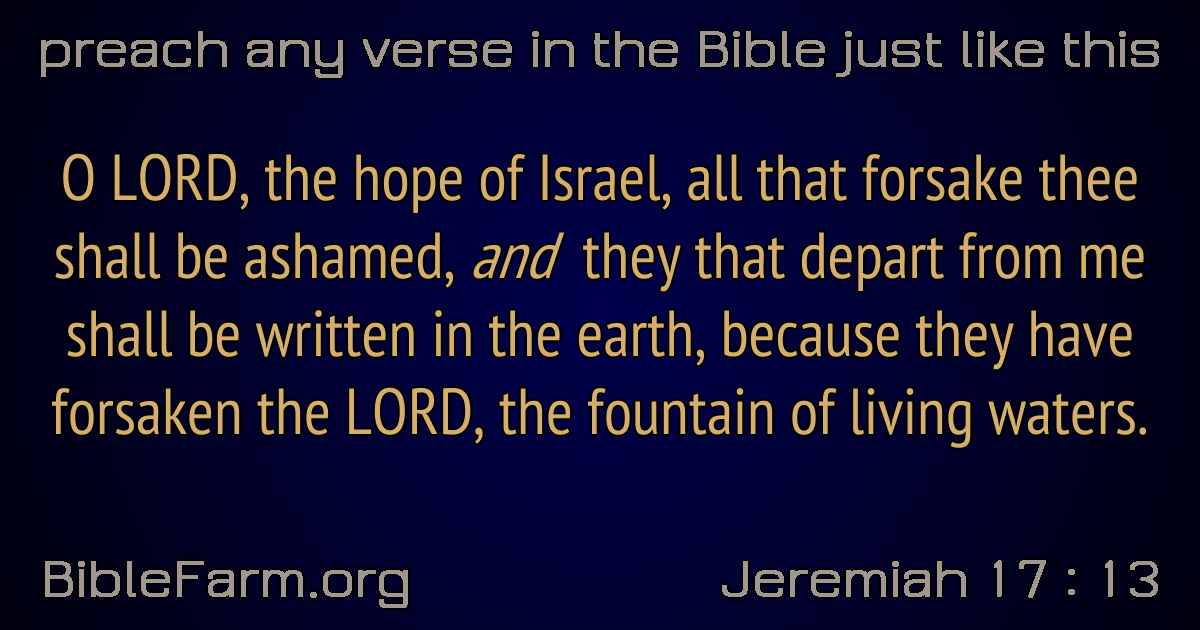 preach any verse in the Bible just like this
O LORD, the hope of Israel, all that forsake thee
shall be ashamed, and they that depart from me
shall be written in the earth, because they have
forsaken the LORD, the fountain of living waters.
BibleFarm.org
Jeremiah 17 : 13